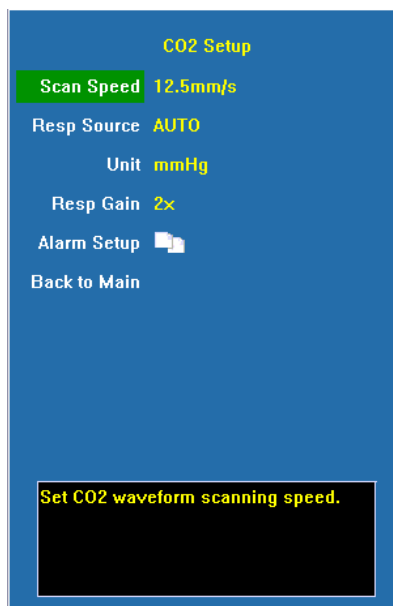 CO2 Setup
Scan Speed 12.5mm/s
Resp Source AUTO
Unit mmHg
Resp Gain 2x
Alarm Setup
Back to Main
Set CO2 waveform scanning speed.